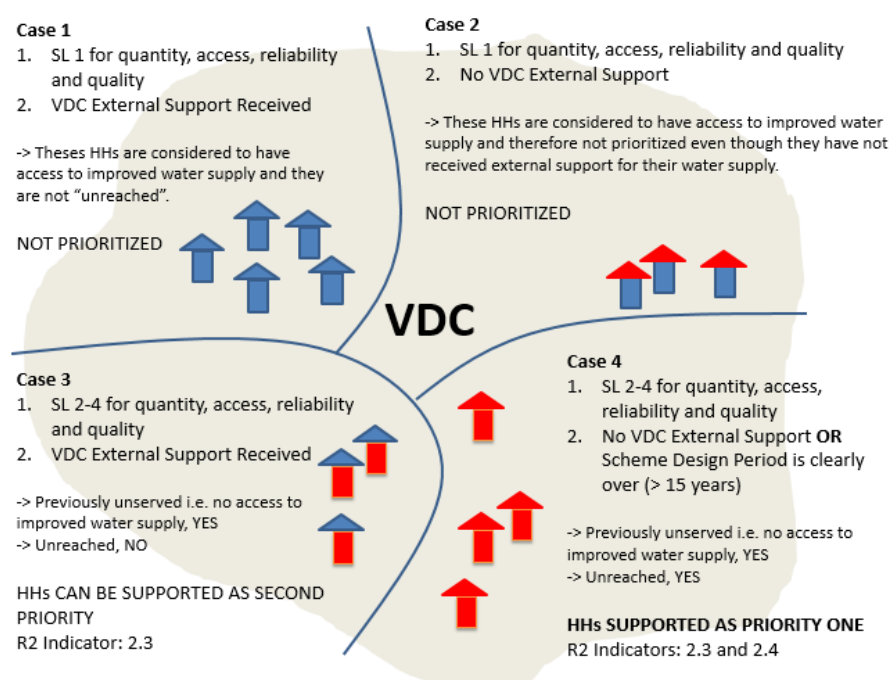 Case 1
1. SL 1 for quantity, access, reliability
and quality
2. VDC External Support Received
-> Theses HHs are considered to have
access to improved water supply and they
are not “unreached”.
NOT PRIORITIZED
Case 2
1. SL 1 for quantity, access, reliability and quality
2. No VDC External Support
-> These HHs are considered to have access to improved water
supply and therefore not prioritized even though they have not
received external support for their water supply.
NOT PRIORITIZED
VDC
Case 3
1. SL 2-4 for quantity, access, reliability
and quality
2. VDC External Support Received
-> Previously unserved i.e. no access to
improved water supply, YES
-> Unreached, NO
HHs CAN BE SUPPORTED AS SECOND
PRIORITY
R2 Indicator: 2.3
Case 4
1. SL 2-4 for quantity, access,
reliability and quality
2. No VDC External Support OR
Scheme Design Period is clearly
over (> 15 years)
-> Previously unserved i.e. no access to
improved water supply, YES
-> Unreached, YES
HHs SUPPORTED AS PRIORITY ONE
R2 Indicators: 2.3 and 2.4